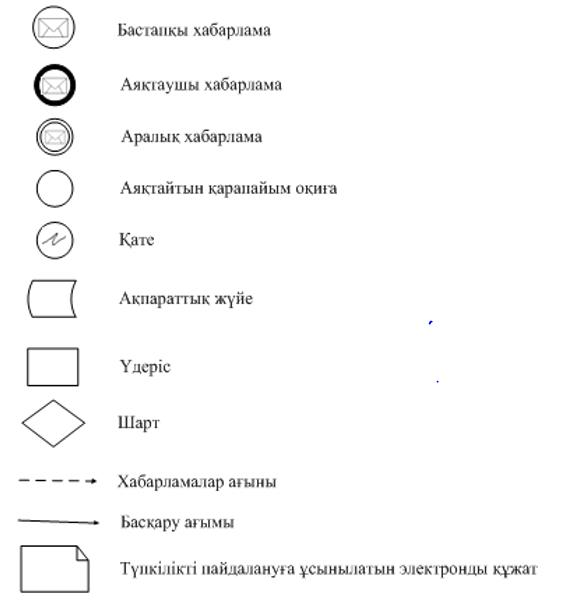 Бастапқы хабарлама
Аяқтаушы хабарлама
Аралық хабарлама
Аяқтайтын қарапайым оқиға
Қате
Ақпараттық жүйе
Үдеріс
Шарт
Хабарламалар ағыны
Басқару ағымы
Түпкілікті пайдалануға ұсынылатын электронды құжат